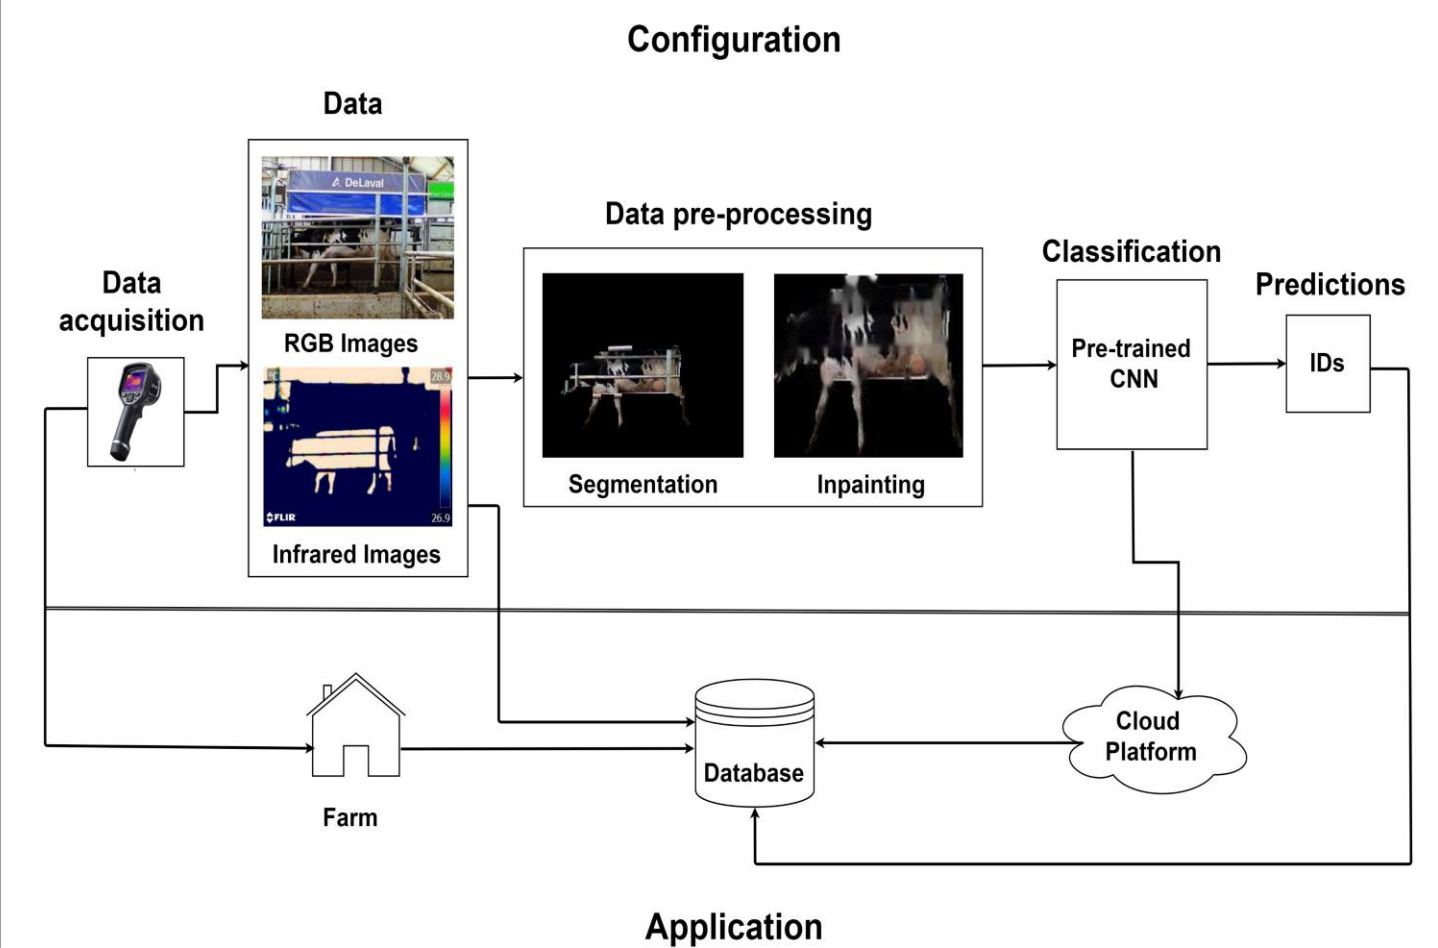 Configuration
Data
DeLaval
Data pre-processing
Classification
Data
acquisition
Predictions
RGB Images
Pre-trained
CNN
IDs
28.9
Segmentation
Inpainting
FLIR
26.9
Infrared Images
Cloud
Platform
Database
Farm
Application